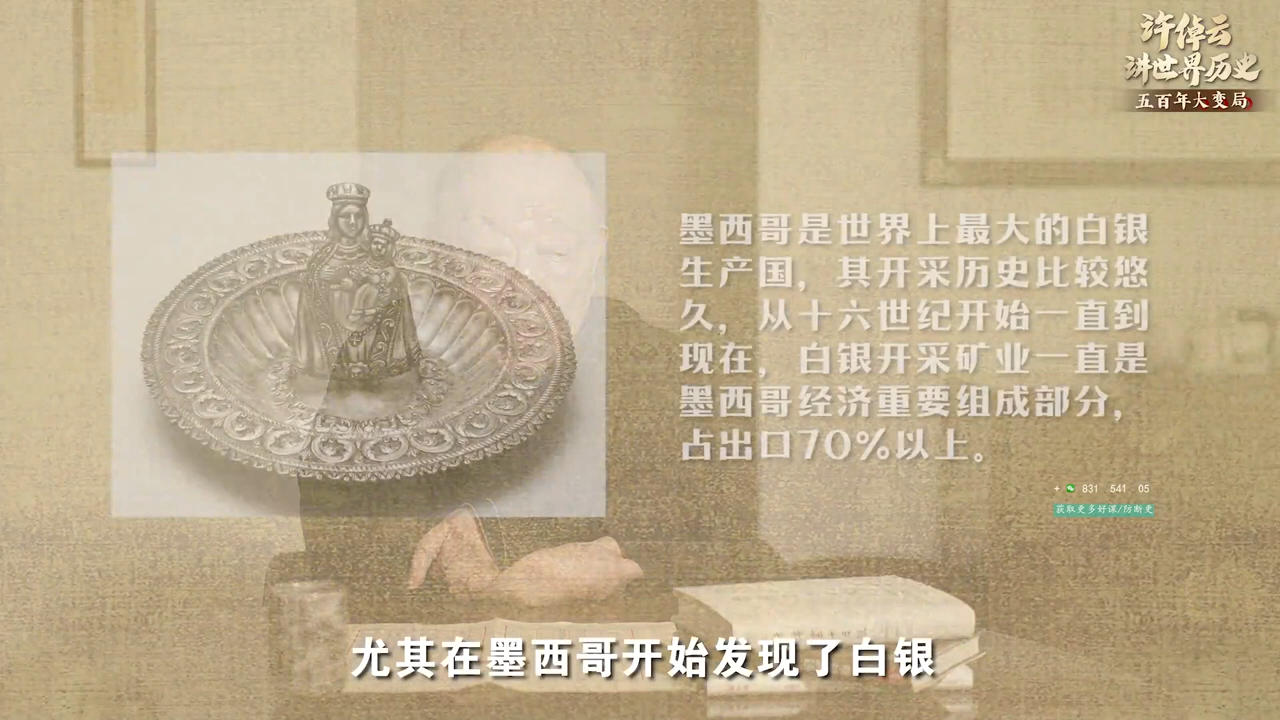 许倬云
讲世界历史
五百年大变局
墨西哥是世界上最大的白银
生产国，其开采历史比较悠
久，从十六世纪开始一直到
现在，白银开采矿业一直是
墨西哥经济重要组成部分，
占出口70%以上。
+ 831 541 05
获取更多好课/防断更
尤其在墨西哥开始发现了白银